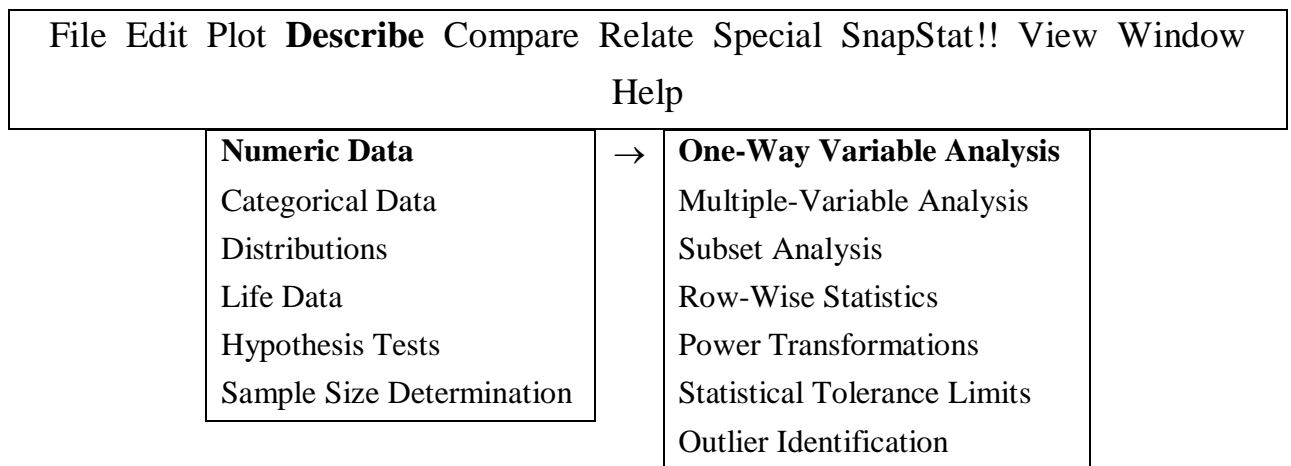 File Edit Plot Describe Compare Relate Special SnapStat!! View Window
Help
Numeric Data → One-Way Variable Analysis
Categorical Data Multiple-Variable Analysis
Distributions Subset Analysis
Life Data Row-Wise Statistics
Hypothesis Tests Power Transformations
Sample Size Determination Statistical Tolerance Limits
Outlier Identification